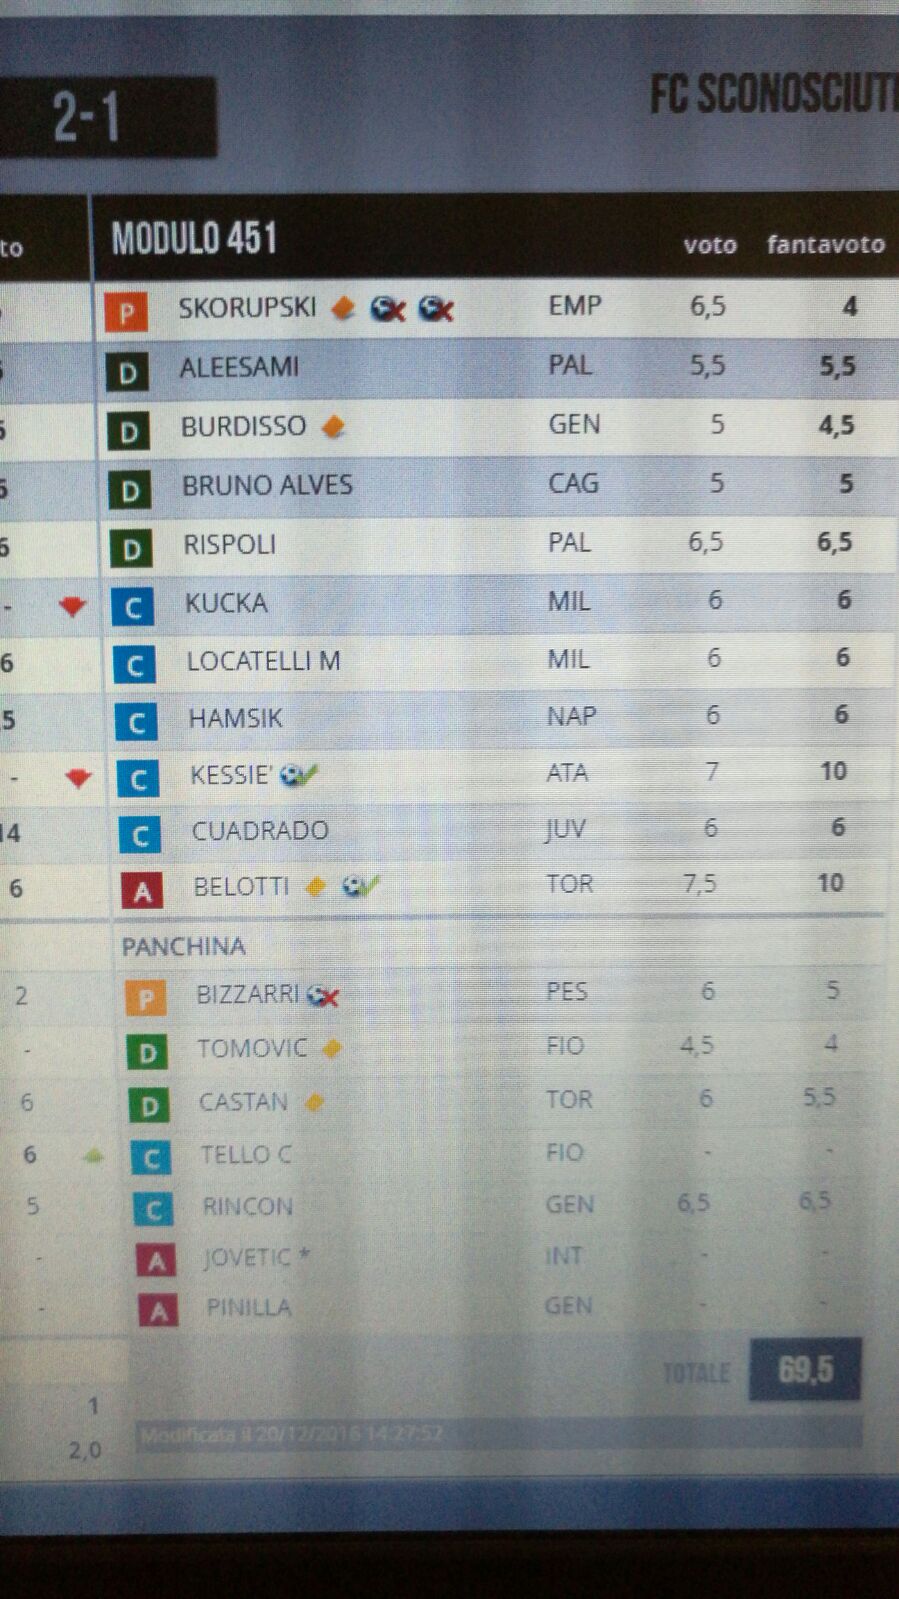 2-1
FC SCONOSCIUTI
to MODULO 451 voto fantavoto
P SKORUPSKI EMP 6,5 4
D ALEESAMI PAL 5,5 5,5
D BURDISSO GEN 5 4,5
D BRUNO ALVES CAG 5 5
D RISPOLI PAL 6,5 6,5
- C KUCKA MIL 6 6
6 C LOCATELLI M MIL 6 6
5 C HAMSIK NAP 6 6
- C KESSIE' ATA 7 10
14 C CUADRADO JUV 6 6
6 A BELOTTI TOR 7,5 10
PANCHINA
2 P BIZZARRI PES 6 5
- D TOMOVIC FIO 4,5 4
6 D CASTAN TOR 6 5,5
6 C TELLO C FIO - -
5 C RINCON GEN 6,5 6,5
- A JOVETIC * INT - -
- A PINILLA GEN - -
TOTALE 69,5
1
Modificata il 20/12/2016 14:27:52
2,0